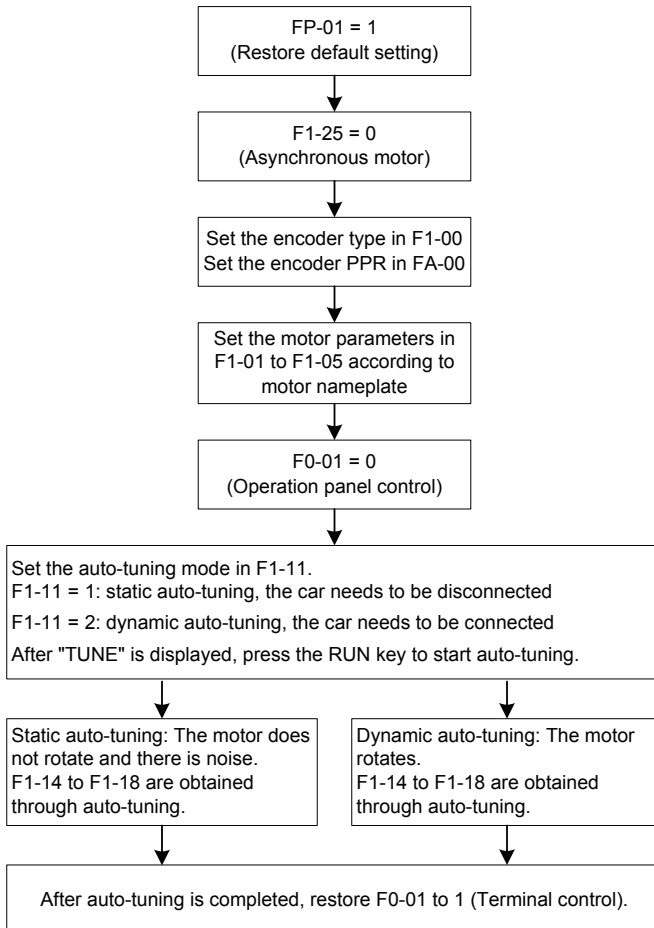 FP-01 = 1
(Restore default setting)
F1-25 = 0
(Asynchronous motor)
Set the encoder type in F1-00
Set the encoder PPR in FA-00
Set the motor parameters in
F1-01 to F1-05 according to
motor nameplate
F0-01 = 0
(Operation panel control)
Set the auto-tuning mode in F1-11.
F1-11 = 1: static auto-tuning, the car needs to be disconnected
F1-11 = 2: dynamic auto-tuning, the car needs to be connected
After "TUNE" is displayed, press the RUN key to start auto-tuning.
Static auto-tuning: The motor does
not rotate and there is noise.
F1-14 to F1-18 are obtained
through auto-tuning.
Dynamic auto-tuning: The motor
rotates.
F1-14 to F1-18 are obtained
through auto-tuning.
After auto-tuning is completed, restore F0-01 to 1 (Terminal control).